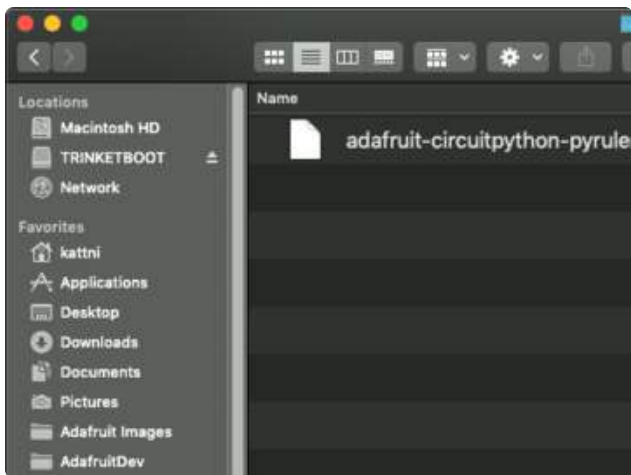 Locations
Macintosh HD
TRINKETBOOT
Network
Favorites
kattni
Applications
Desktop
Downloads
Documents
Pictures
Adafruit Images
AdafruitDev
Name
adafruit-circuitpython-pyrule